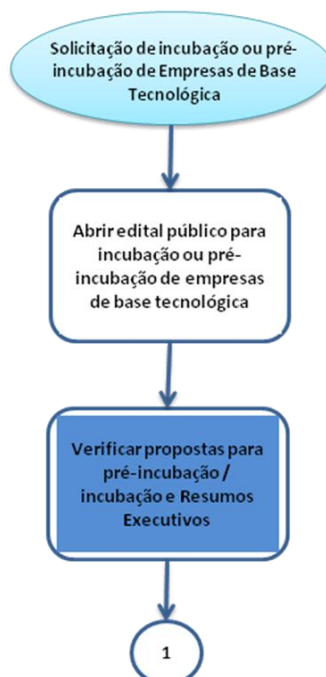 Solicitação de incubação ou pré-
incubação de Empresas de Base
Tecnológica
Abrir edital público para
incubação ou pré-
incubação de empresas
de base tecnológica
Verificar propostas para
pré-incubação /
incubação e Resumos
Executivos
1